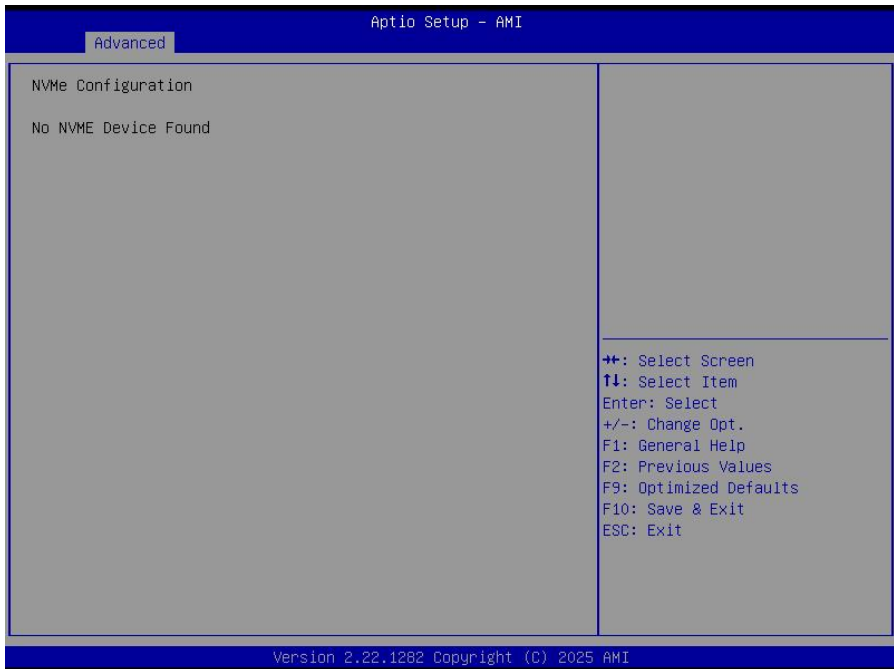 Aptio Setup – AMI
Advanced
NVMe Configuration
No NVME Device Found
→←: Select Screen
↑↓: Select Item
Enter: Select
+/-: Change Opt.
F1: General Help
F2: Previous Values
F9: Optimized Defaults
F10: Save & Exit
ESC: Exit
Version 2.22.1282 Copyright (C) 2025 AMI